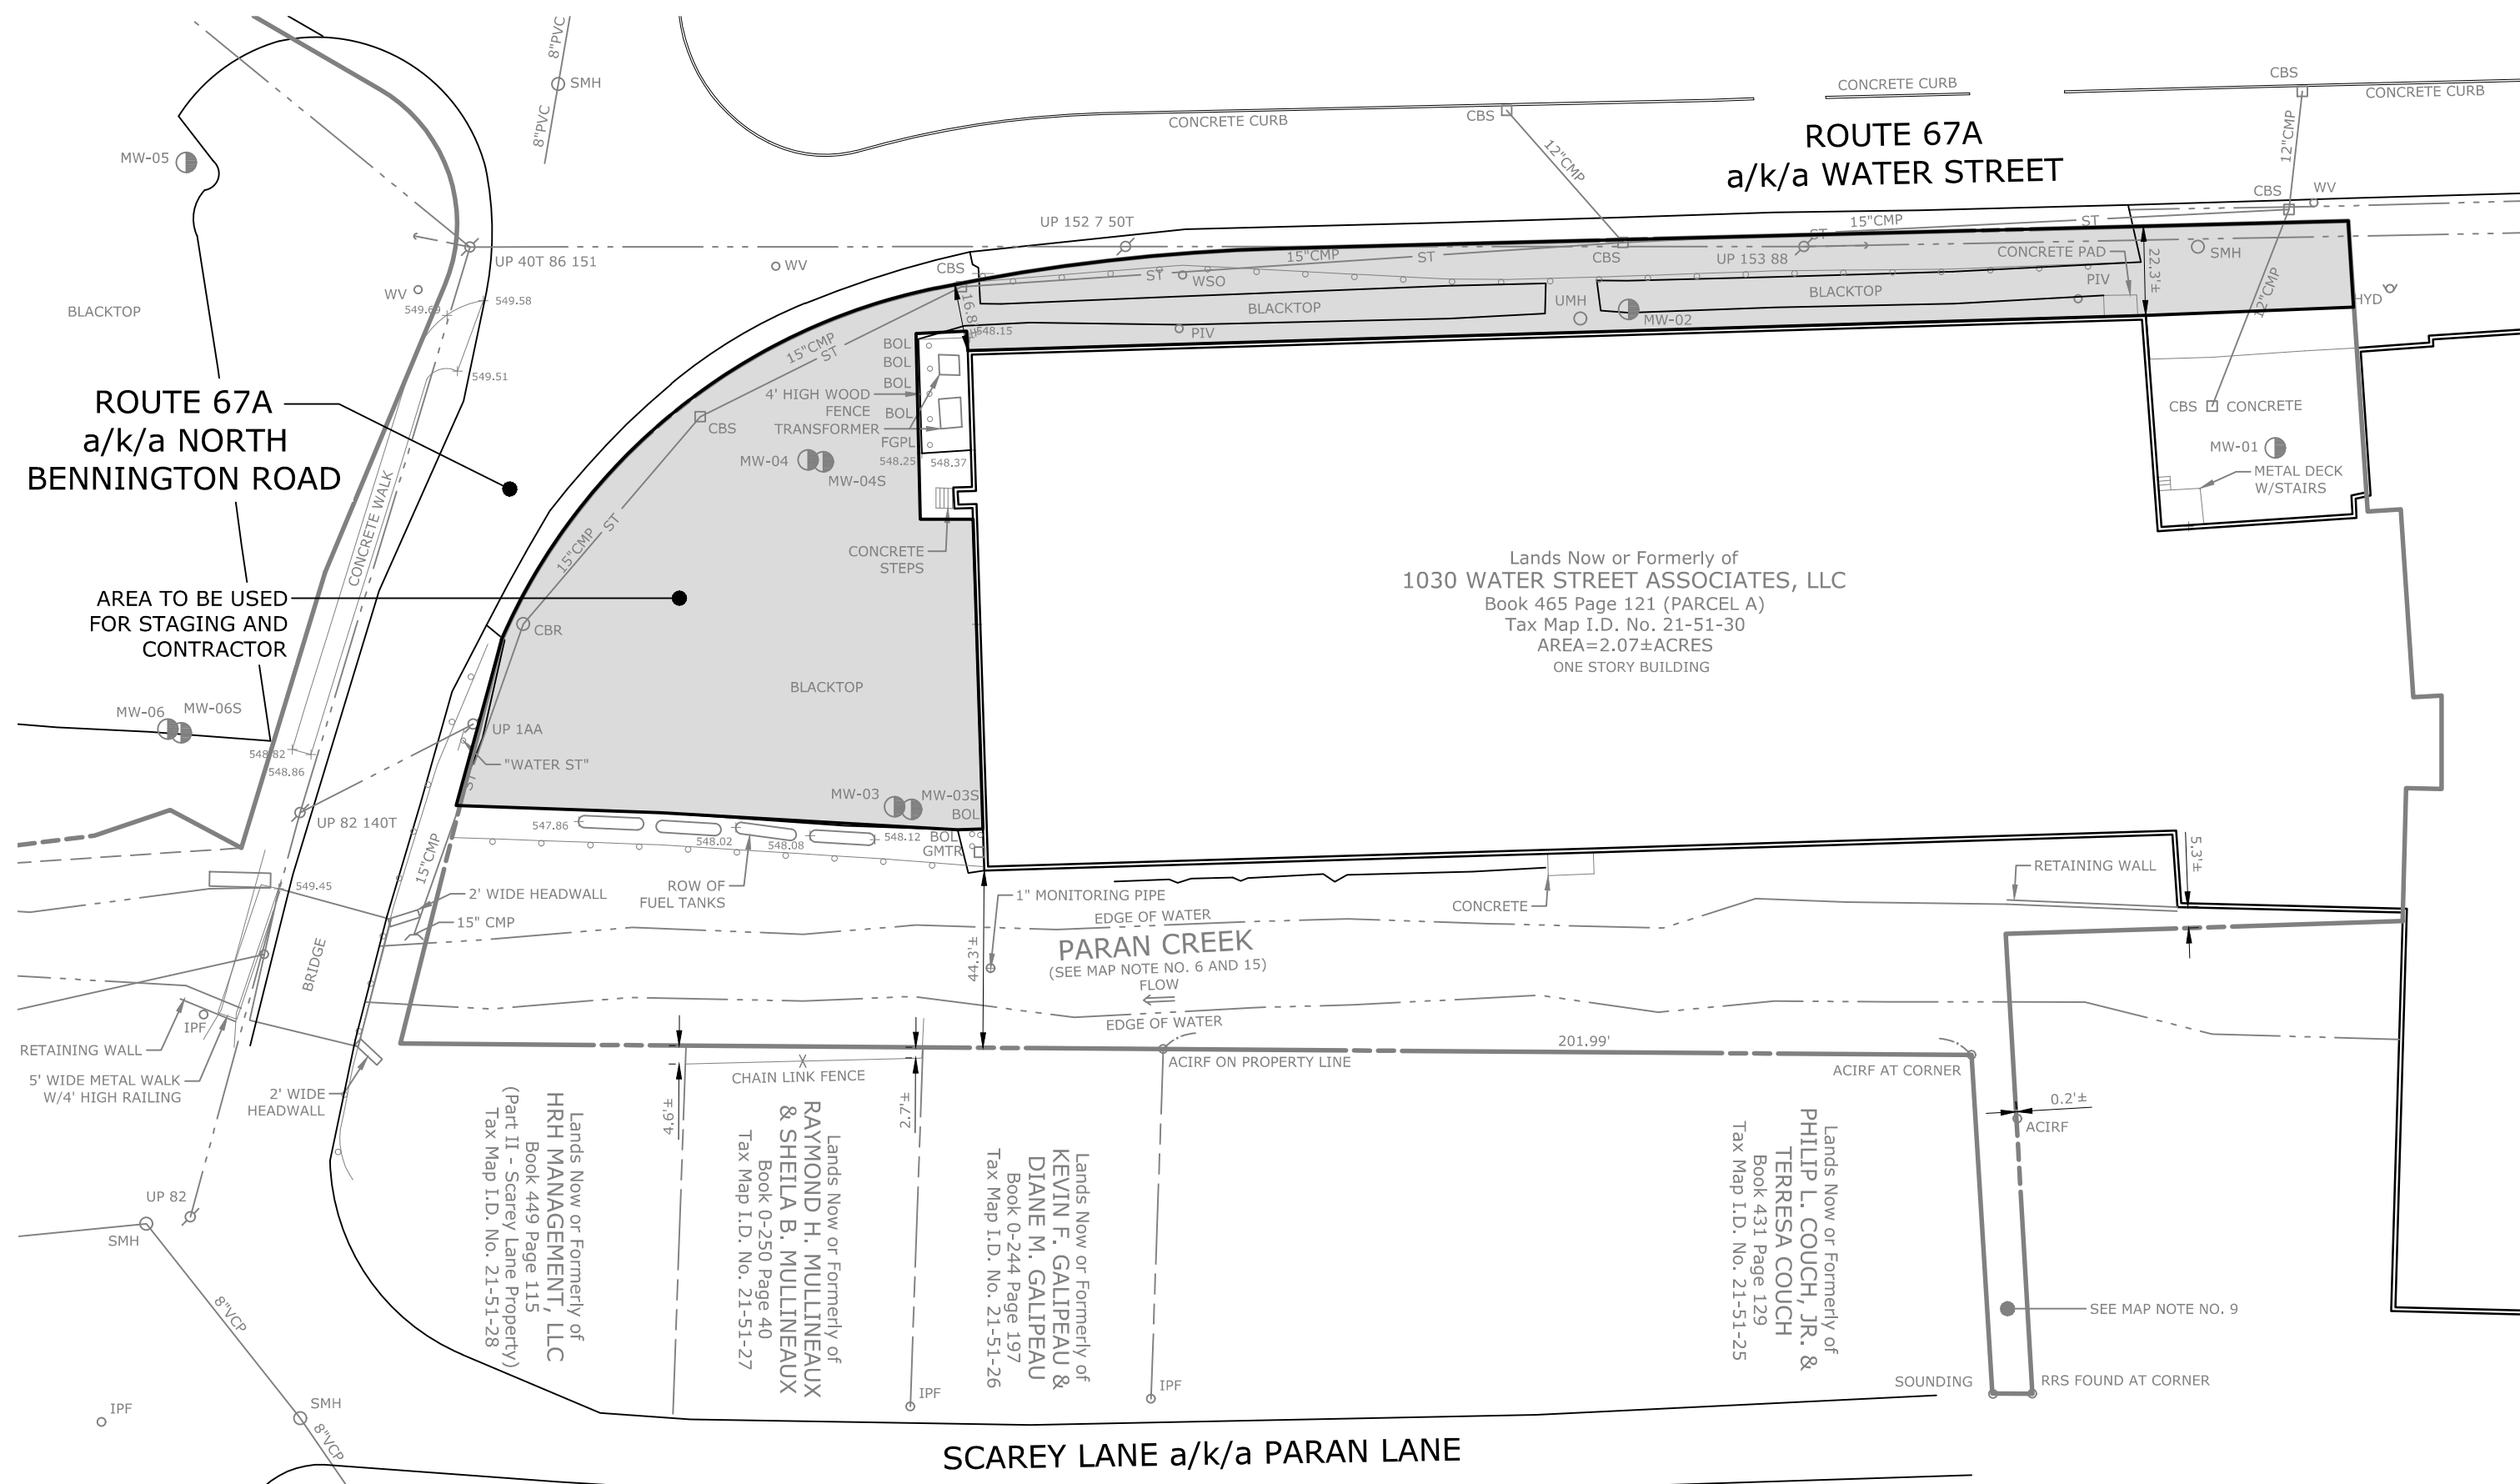 8"PVC
SMH
8"PVC
CBS
CONCRETE CURB
CONCRETE CURB
CONCRETE CURB
CBS
12"CMP
12"CMP
ROUTE 67A
a/k/a WATER STREET
MW-05
CBS
WV
UP 152 7 50T
15"CMP
ST
ST
UP 40T 86 151
WV
CBS
ST
WSO
15"CMP
ST
CBS
UP 153 88
CONCRETE PAD
22.3'±
SMH
12"CMP
WV
549.58
549.69
BLACKTOP
16.8'±
BLACKTOP
UMH
MW-02
BLACKTOP
PIV
HYD
548.15
PIV
15"CMP
ST
BOL
BOL
BOL
549.51
4' HIGH WOOD
FENCE
BOL
TRANSFORMER
FGPL
548.25
548.37
CBS
ROUTE 67A
a/k/a NORTH
BENNINGTON ROAD
CBS
CONCRETE
MW-01
METAL DECK
W/STAIRS
MW-04
MW-04S
CONCRETE WALK
15"CMP
ST
CONCRETE
STEPS
Lands Now or Formerly of
1030 WATER STREET ASSOCIATES, LLC
Book 465 Page 121 (PARCEL A)
Tax Map I.D. No. 21-51-30
AREA=2.07±ACRES
ONE STORY BUILDING
AREA TO BE USED
FOR STAGING AND
CONTRACTOR
CBR
BLACKTOP
MW-06
MW-06S
UP 1AA
548.82
548.86
"WATER ST"
ST
MW-03
MW-03S
BOL
UP 82 140T
547.86
548.02
548.08
548.12
BOL
GMTR
15"CMP
5.3'±
549.45
2' WIDE HEADWALL
15" CMP
ROW OF
FUEL TANKS
1" MONITORING PIPE
CONCRETE
RETAINING WALL
EDGE OF WATER
PARAN CREEK
(SEE MAP NOTE NO. 6 AND 15)
FLOW
EDGE OF WATER
44.3'±
BRIDGE
IPF
RETAINING WALL
5' WIDE METAL WALK
W/4' HIGH RAILING
2' WIDE
HEADWALL
201.99'
ACIRF ON PROPERTY LINE
ACIRF AT CORNER
CHAIN LINK FENCE
X
4.6'±
2.7'±
0.2'±
ACIRF
Lands Now or Formerly of
HRH MANAGEMENT, LLC
Book 449 Page 115
(Part II - Scarey Lane Property)
Tax Map I.D. No. 21-51-28
Lands Now or Formerly of
RAYMOND H. MULLINEAUX
& SHEILA B. MULLINEAUX
Book 0-250 Page 40
Tax Map I.D. No. 21-51-27
Lands Now or Formerly of
KEVIN F. GALIPEAU &
DIANE M. GALIPEAU
Book 0-244 Page 197
Tax Map I.D. No. 21-51-26
Lands Now or Formerly of
PHILIP L. COUCH, JR. &
TERRESA COUCH
Book 431 Page 129
Tax Map I.D. No. 21-51-25
UP 82
SMH
SEE MAP NOTE NO. 9
8"VCP
SOUNDING
RRS FOUND AT CORNER
IPF
IPF
IPF
SMH
8"VCP
SCAREY LANE a/k/a PARAN LANE